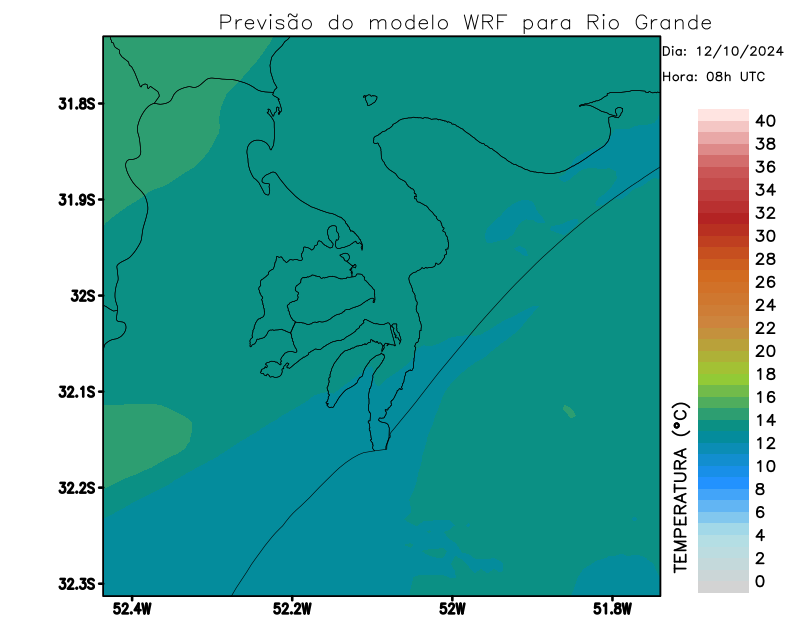 Previsão do modelo WRF para Rio Grande
Dia: 12/10/2024
Hora: 08h UTC
31.8S
31.9S
32S
32.1S
32.2S
32.3S
52.4W
52.2W
52W
51.8W
TEMPERATURA (°C)
40
38
36
34
32
30
28
26
24
22
20
18
16
14
12
10
8
6
4
2
0